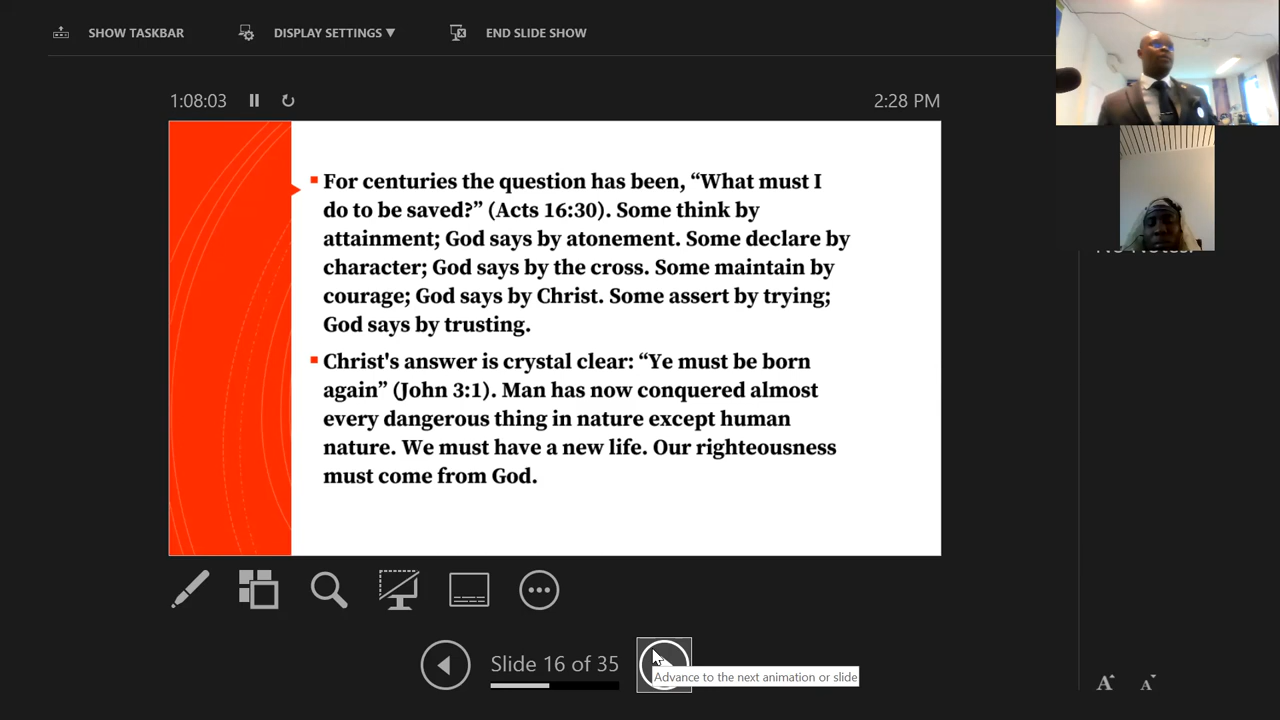 SHOW TASKBAR
DISPLAY SETTINGS ▼
END SLIDE SHOW
1:08:03
2:28 PM
For centuries the question has been, “What must I
do to be saved?” (Acts 16:30). Some think by
attainment; God says by atonement. Some declare by
character; God says by the cross. Some maintain by
courage; God says by Christ. Some assert by trying;
God says by trusting.
Christ's answer is crystal clear: “Ye must be born
again” (John 3:1). Man has now conquered almost
every dangerous thing in nature except human
nature. We must have a new life. Our righteousness
must come from God.
No Notes.
Slide 16 of 35
Advance to the next animation or slide
A A